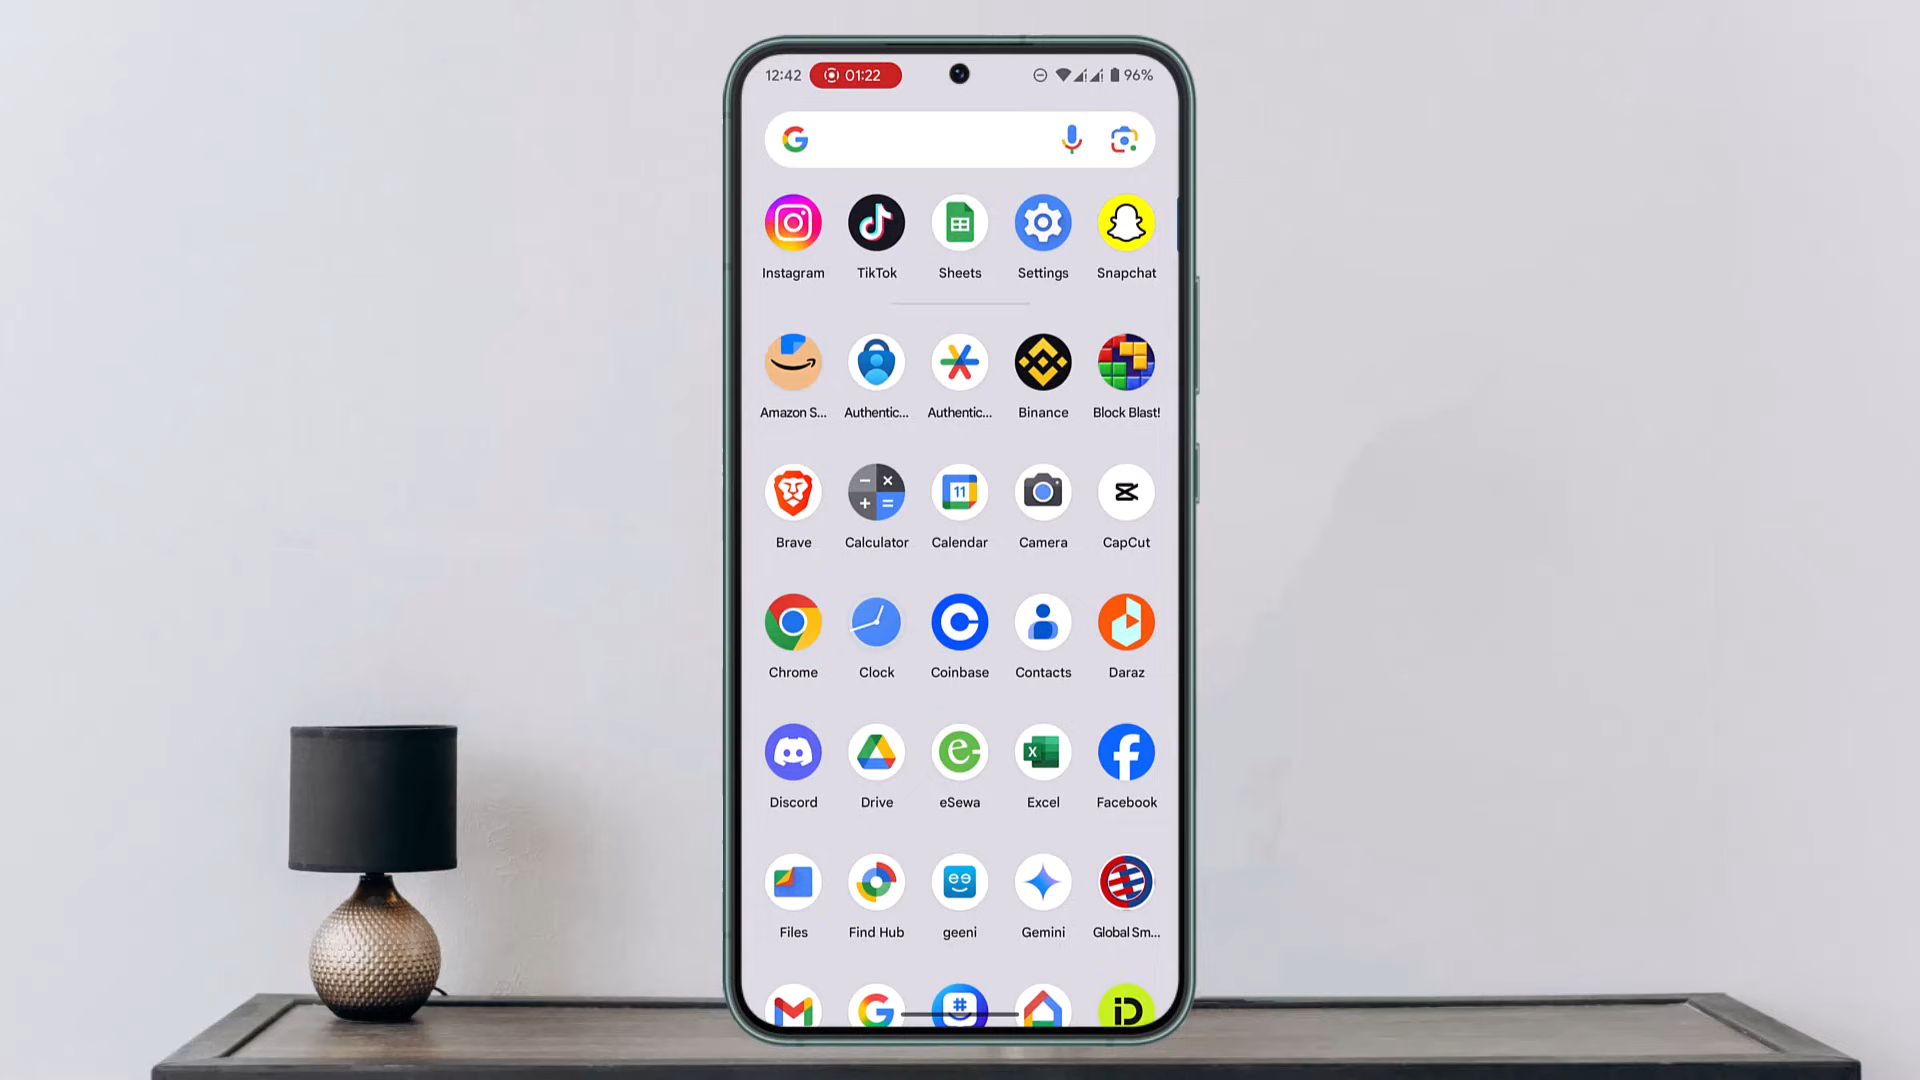 12:42 01:22 96%
Instagram TikTok Sheets Settings Snapchat
Amazon S... Authentic... Authentic... Binance Block Blast!
11
Brave Calculator Calendar Camera CapCut
Chrome Clock Coinbase Contacts Daraz
Discord Drive eSewa Excel Facebook
Files Find Hub geeni Gemini Global Sm...
iD